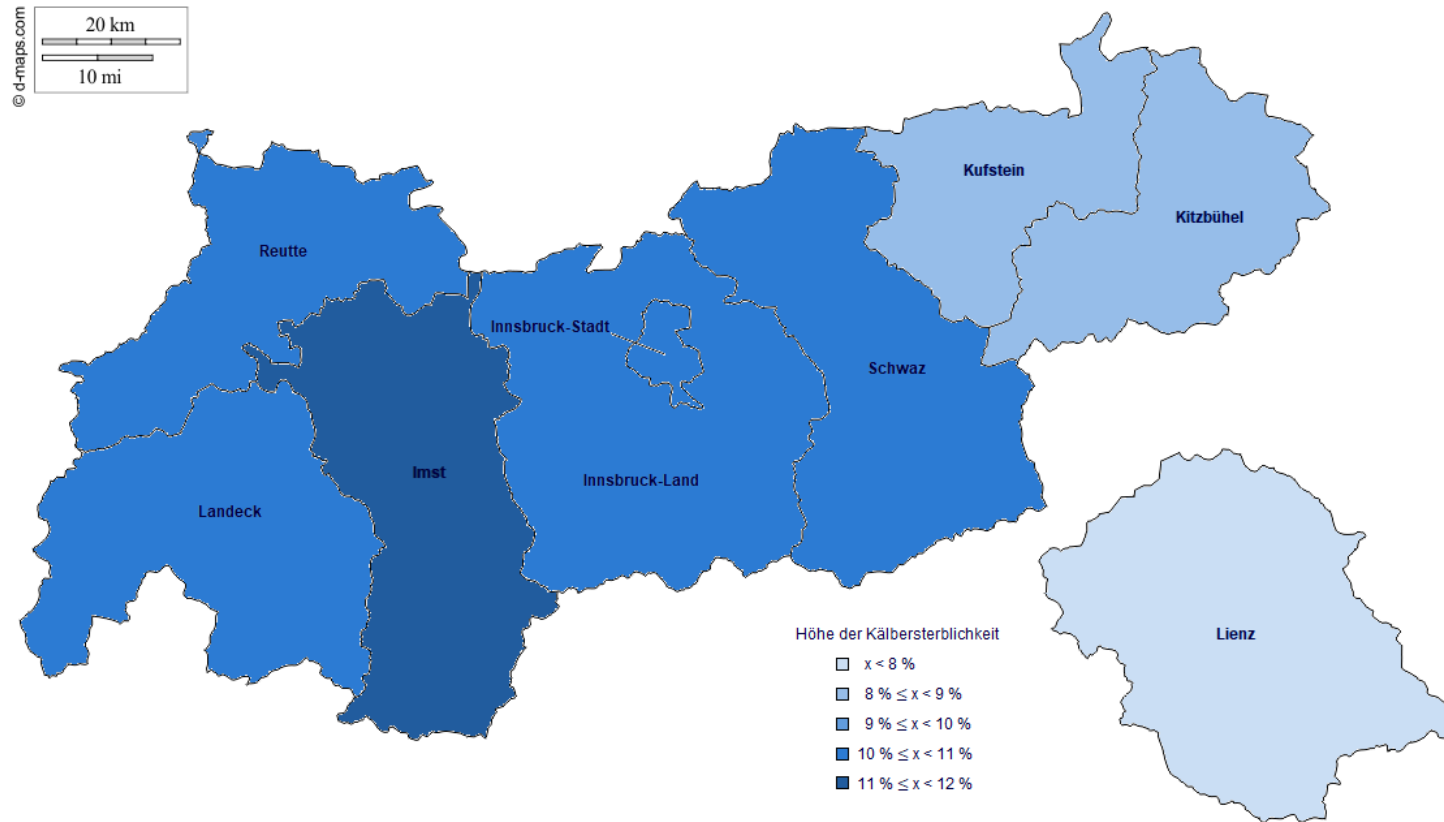 20 km
10 mi
© d-maps.com
Kufstein
Kitzbühel
Reutte
Innsbruck-Stadt
Schwaz
Imst
Innsbruck-Land
Landeck
Lienz
Höhe der Kälbersterblichkeit
x < 8 %
8 % ≤ x < 9 %
9 % ≤ x < 10 %
10 % ≤ x < 11 %
11 % ≤ x < 12 %